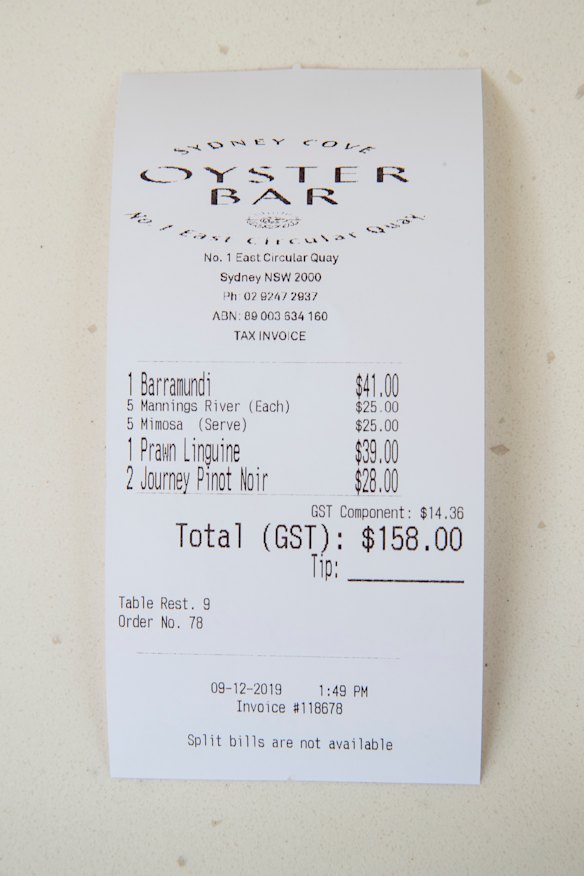 SYDNEY COVE
OYSTER
BAR
No. 1 East Circular Quay
No. 1 East Circular Quay
Sydney NSW 2000
Ph: 02 9247 2937
ABN: 89 003 634 160
TAX INVOICE
1 Barramundi $41.00
5 Mannings River (Each) $25.00
5 Mimosa (Serve) $25.00
1 Prawn Linguine $39.00
2 Journey Pinot Noir $28.00
GST Component: $14.36
Total (GST): $158.00
Tip:
Table Rest. 9
Order No. 78
09-12-2019 1:49 PM
Invoice #118678
Split bills are not available